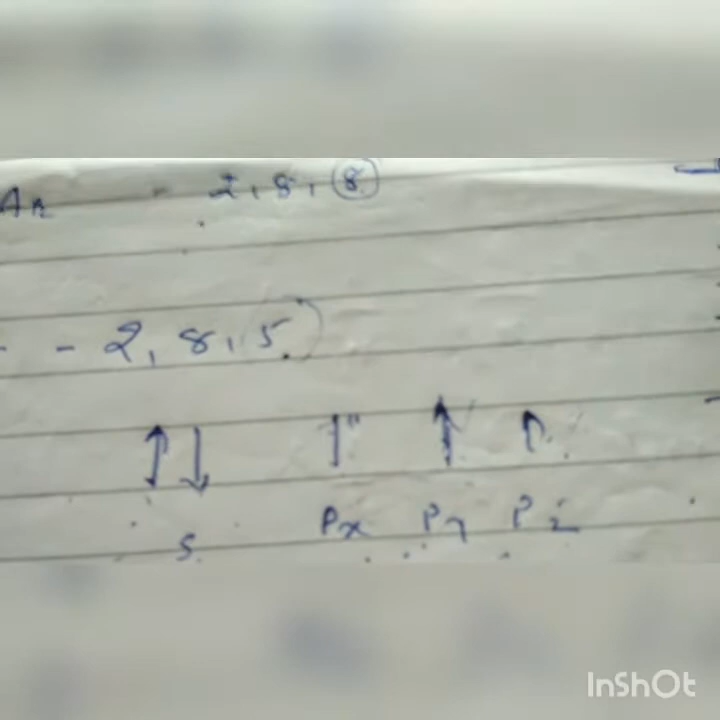 Ar - 2, 8, 8
- 2, 8, 5)
↑ ↓ ↑ ↑ ↑
s Px Py Pz
InShOt